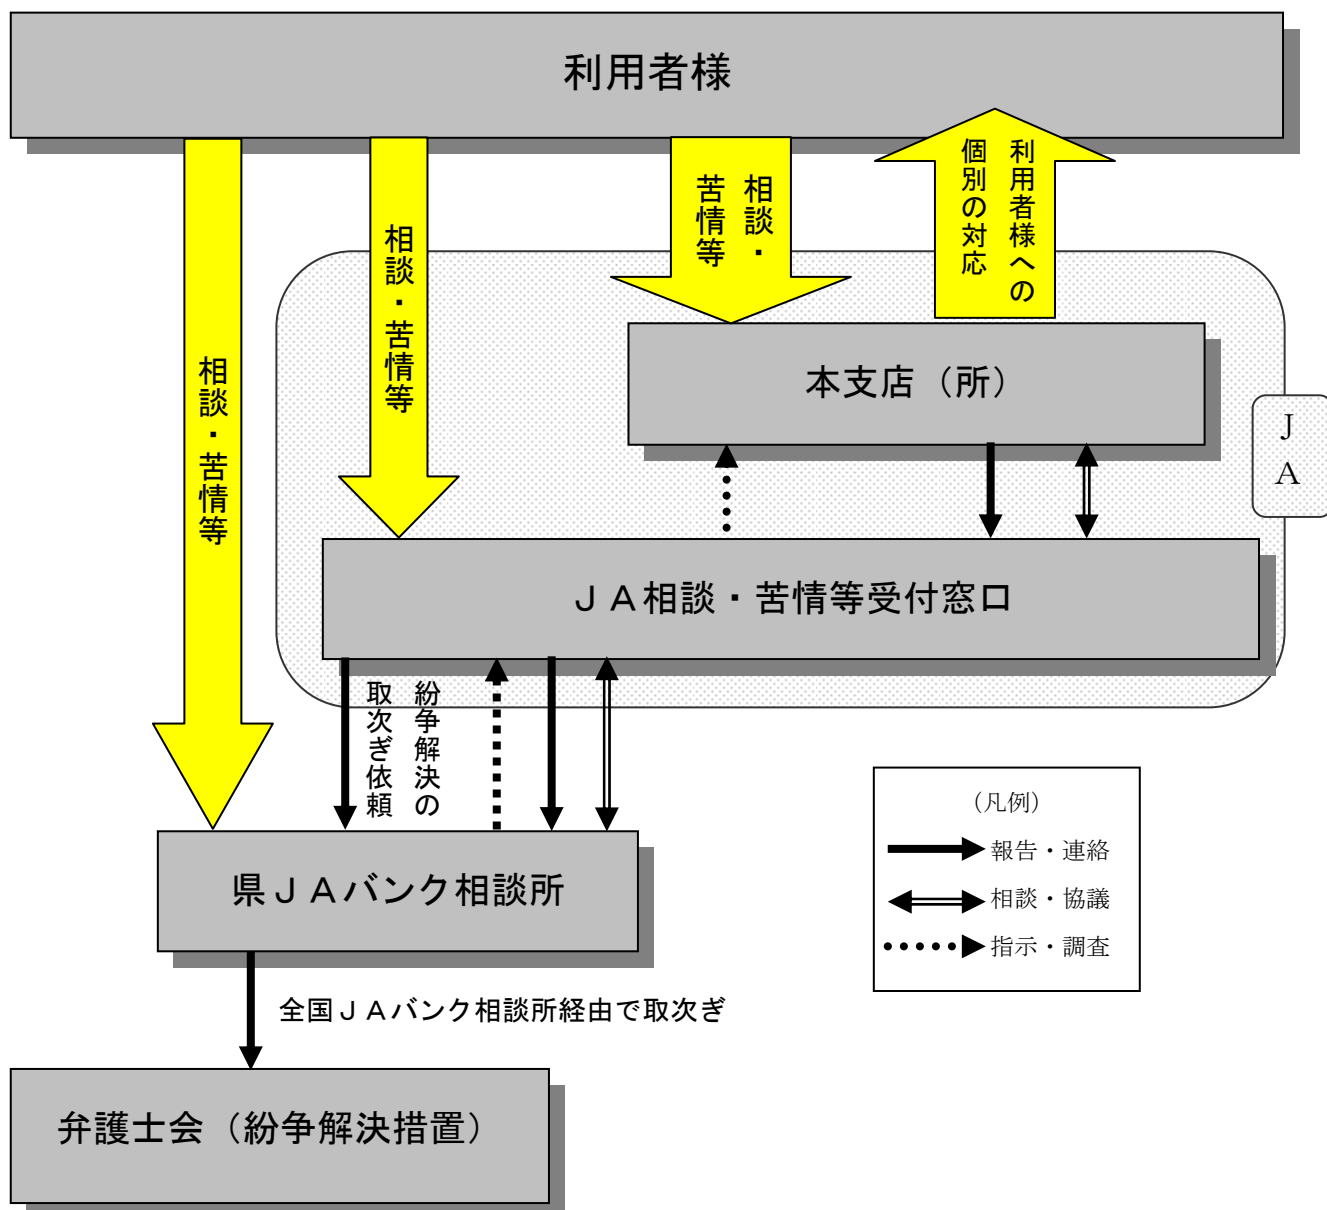 利用者様
相談・苦情等
相談・苦情等
相談・
苦情等
利用者様への
個別の対応
本支店（所）
ＪＡ
ＪＡ相談・苦情等受付窓口
紛争解決の
取次ぎ依頼
県ＪＡバンク相談所
（凡例）
報告・連絡
相談・協議
指示・調査
全国ＪＡバンク相談所経由で取次ぎ
弁護士会（紛争解決措置）